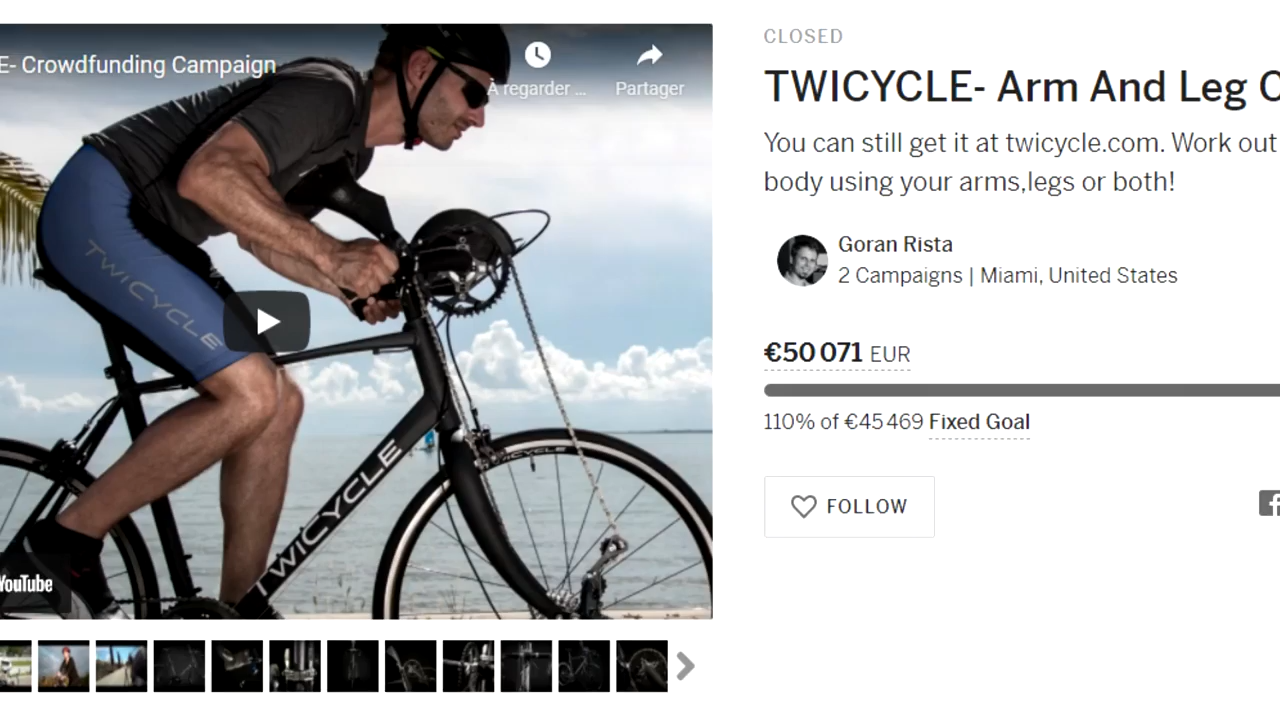 E- Crowdfunding Campaign
À regarder ...
Partager
TWICYCLE
TWICYCLE
YouTube
CLOSED
TWICYCLE- Arm And Leg C
You can still get it at twicycle.com. Work out
body using your arms,legs or both!
Goran Rista
2 Campaigns | Miami, United States
€50 071 EUR
110% of €45 469 Fixed Goal
FOLLOW